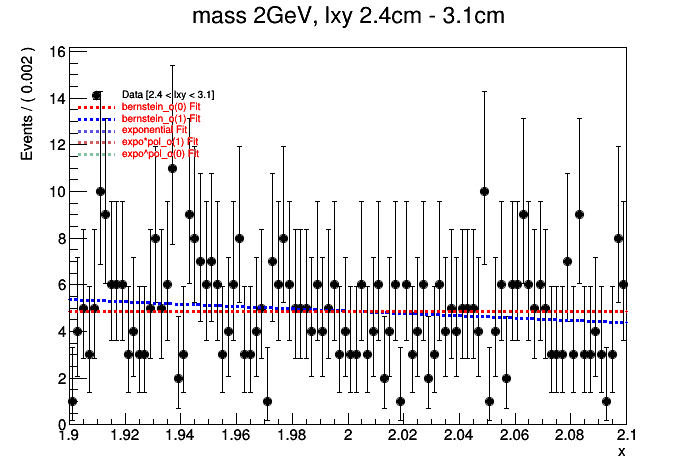 mass 2GeV, lxy 2.4cm - 3.1cm
Events / ( 0.002 )
16
14
12
10
8
6
4
2
0
Data [2.4 < lxy < 3.1]
bernstein_o(0) Fit
bernstein_o(1) Fit
exponential Fit
expo*pol_o(1) Fit
expo^pol_o(0) Fit
1.9 1.92 1.94 1.96 1.98 2 2.02 2.04 2.06 2.08 2.1
x